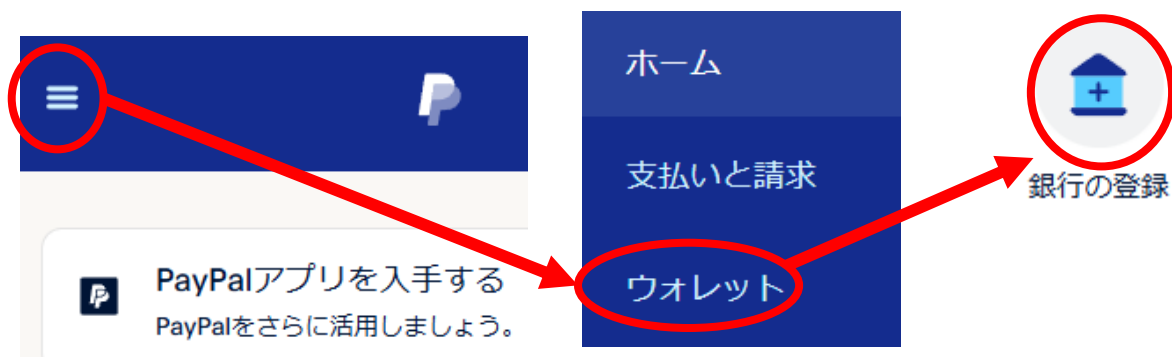 PayPalアプリを入手する
PayPalをさらに活用しましょう。
ホーム
支払いと請求
ウォレット
銀行の登録